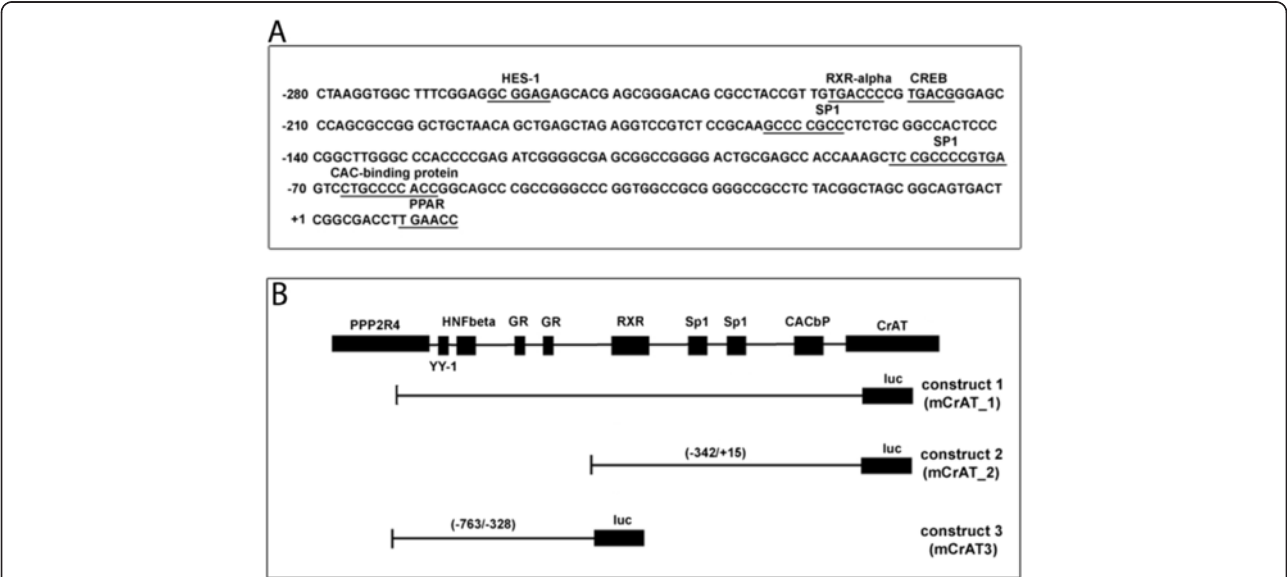 A
HES-1 RXR-alpha CREB
-280 CTAAGGTGGC TTTCGGAGGC GGAGAGCACG AGCGGGACAG CGCCTACCGT TGTGACCCCG TGACGGGAGC
SP1
-210 CCAGCGCCGG GCTGCTAACA GCTGAGCTAG AGGTCCGTCT CCGCAAGCCC CGCCCTCTGC GGCCACTCCC
SP1
-140 CGGCTTGGGC CCACCCCGAG ATCGGGGCGA GCGGCCGGGG ACTGCGAGCC ACCAAAGCTC CGCCCCCGTGA
CAC-binding protein
-70 GTCCTGCCCC ACCGGCAGCC CGCCGGGCCC GGTGGCCGCG GGGCCGCCTC TACGGCTAGC GGCAGTGACT
PPAR
+1 CGGCGACCTT GAACC
B
PPP2R4 HNFbeta GR GR RXR Sp1 Sp1 CACbP CrAT
YY-1
luc construct 1
(mCrAT_1)
(-342/+15) luc construct 2
(mCrAT_2)
(-763/-328) luc construct 3
(mCrAT3)